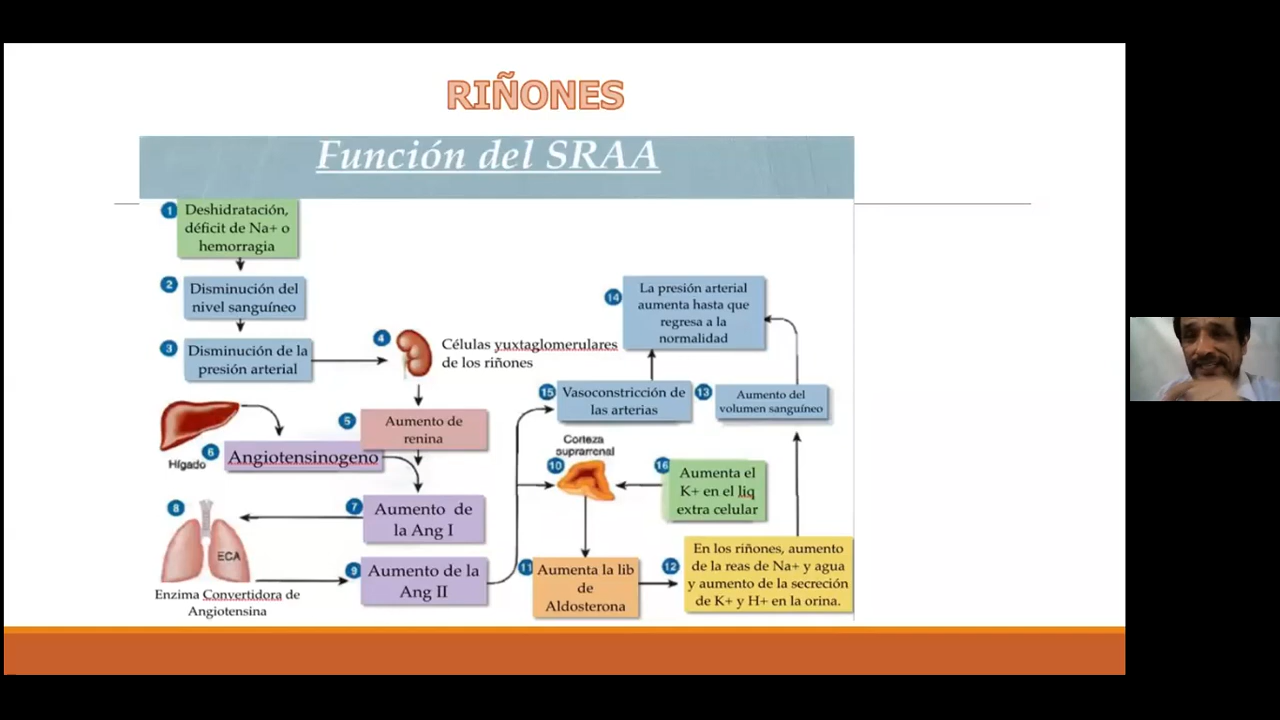 RIÑONES
Función del SRAA
1
Deshidratación,
déficit de Na+ o
hemorragia
2
Disminución del
nivel sanguíneo
3
Disminución de la
presión arterial
4
Células yuxtaglomerulares
de los riñones
5
Aumento de
renina
Hígado
6
Angiotensinogeno
7
Aumento de
la Ang I
8
ECA
Enzima Convertidora de
Angiotensina
9
Aumento de la
Ang II
Corteza
suprarrenal
10
11
Aumenta la lib
de
Aldosterona
12
En los riñones, aumento
de la reas de Na+ y agua
y aumento de la secreción
de K+ y H+ en la orina.
13
Aumento del
volumen sanguíneo
14
La presión arterial
aumenta hasta que
regresa a la
normalidad
15
Vasoconstricción de
las arterias
16
Aumenta el
K+ en el liq
extra celular